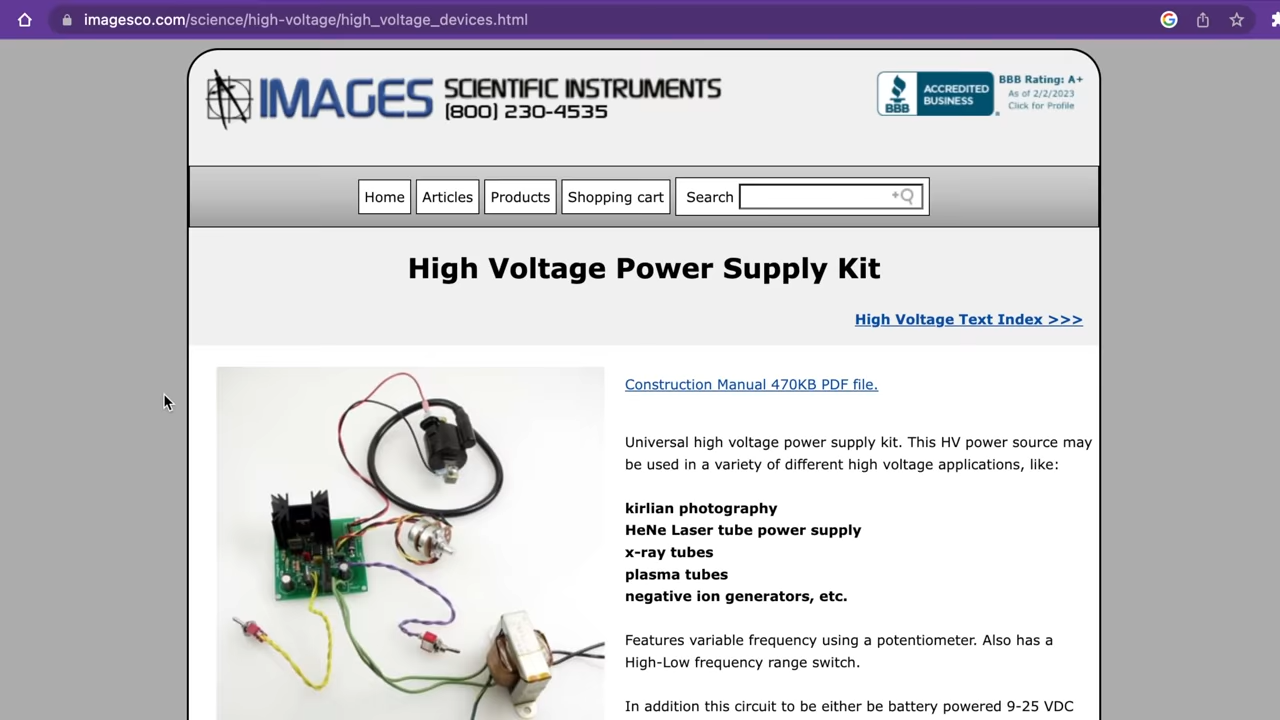 imagesco.com/science/high-voltage/high_voltage_devices.html
IMAGES SCIENTIFIC INSTRUMENTS
(800) 230-4535
BBB
ACCREDITED
BUSINESS
BBB Rating: A+
As of 2/2/2023
Click for Profile
Home Articles Products Shopping cart Search
High Voltage Power Supply Kit
High Voltage Text Index >>>
Construction Manual 470KB PDF file.
Universal high voltage power supply kit. This HV power source may
be used in a variety of different high voltage applications, like:
kirlian photography
HeNe Laser tube power supply
x-ray tubes
plasma tubes
negative ion generators, etc.
Features variable frequency using a potentiometer. Also has a
High-Low frequency range switch.
In addition this circuit to be either be battery powered 9-25 VDC